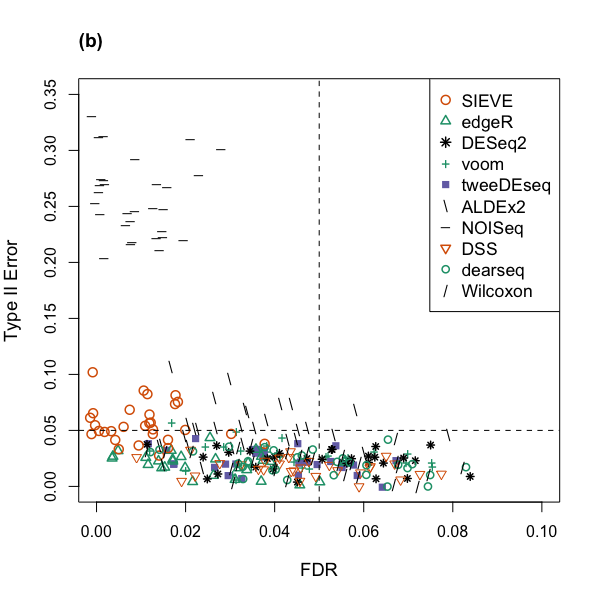 (b)
Type II Error
0.35
0.30
0.25
0.20
0.15
0.10
0.05
0.00
SIEVE
edgeR
DESeq2
voom
tweeDEseq
ALDEx2
NOISeq
DSS
dearseq
Wilcoxon
0.00 0.02 0.04 0.06 0.08 0.10
FDR